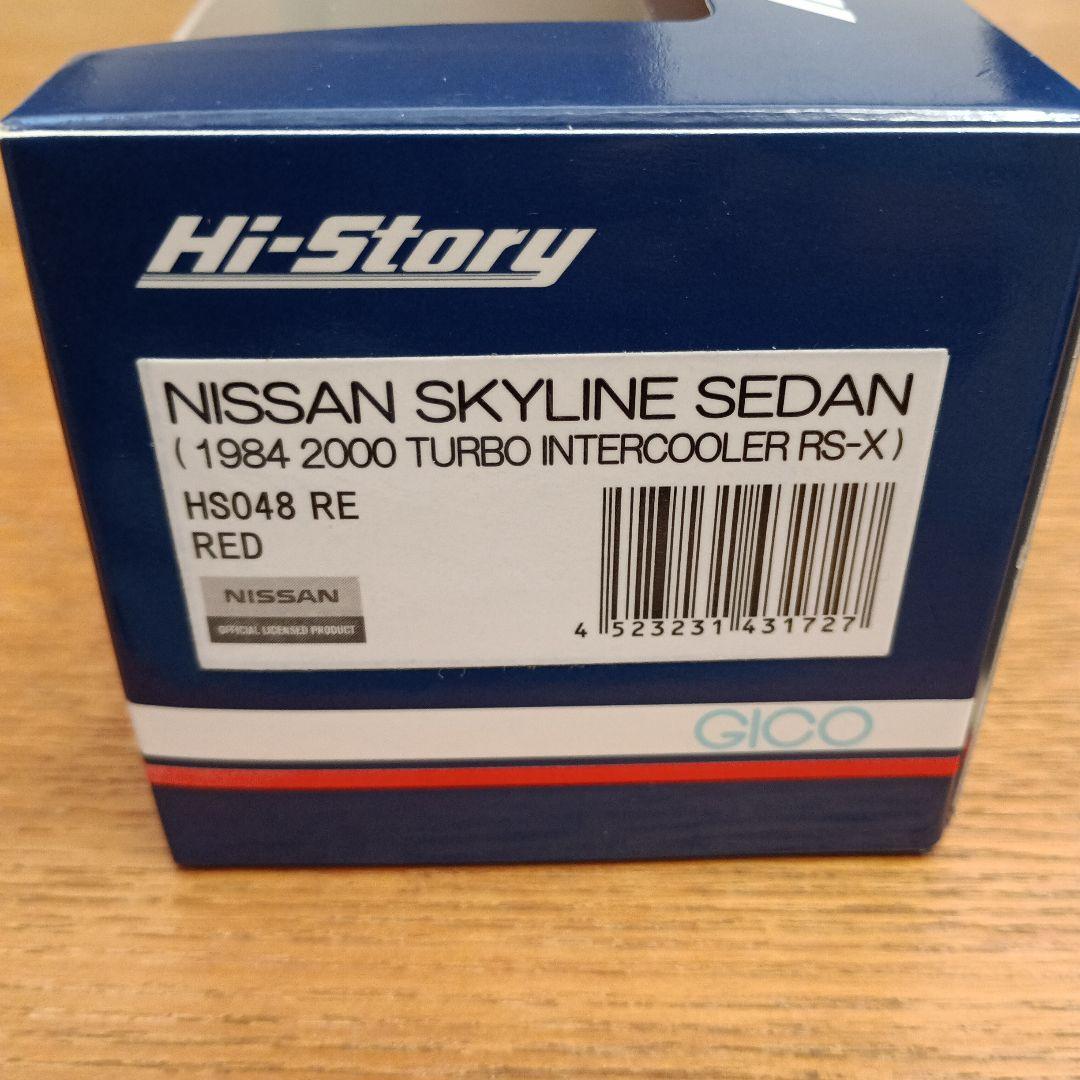 Hi-Story
NISSAN SKYLINE SEDAN
( 1984 2000 TURBO INTERCOOLER RS-X )
HS048 RE
RED
NISSAN
OFFICIAL LICENSED PRODUCT
4 523231 431727
GICO